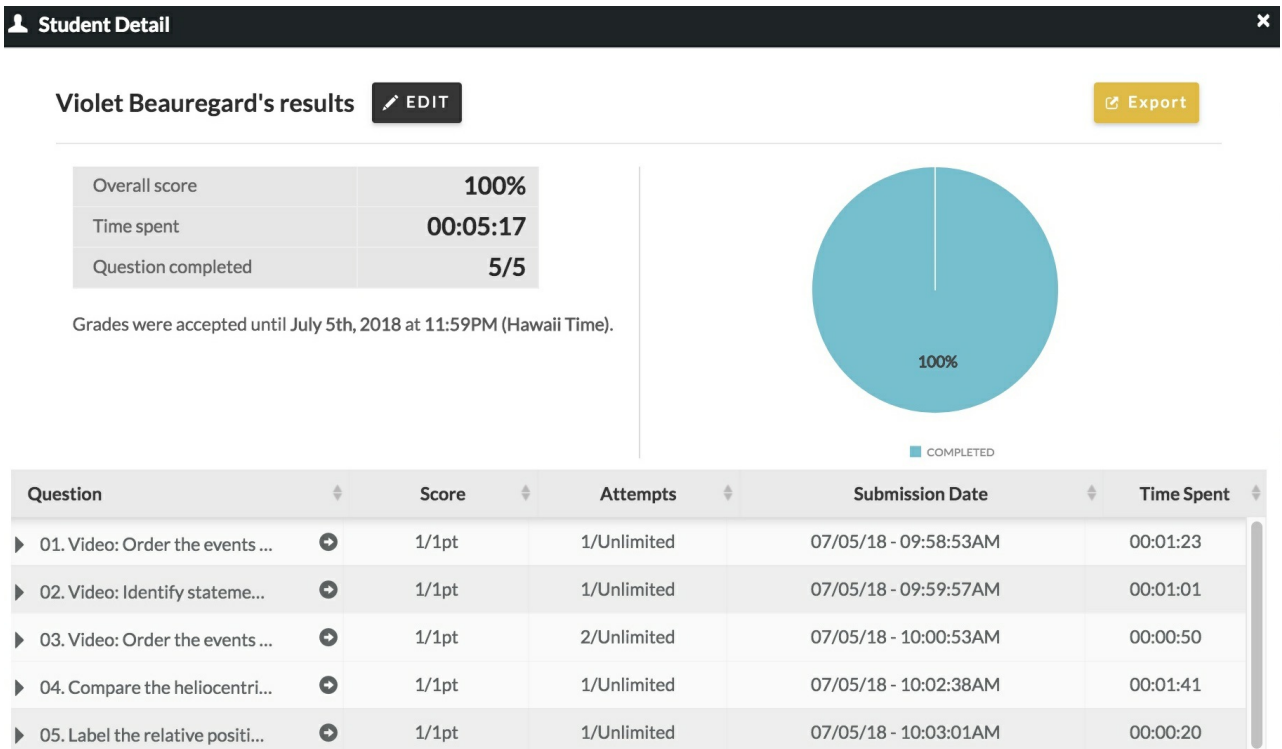 Student Detail
Violet Beauregard's results EDIT Export
Overall score 100%
Time spent 00:05:17
Question completed 5/5
Grades were accepted until July 5th, 2018 at 11:59PM (Hawaii Time).
100%
COMPLETED
Question Score Attempts Submission Date Time Spent
01. Video: Order the events ... 1/1pt 1/Unlimited 07/05/18 - 09:58:53AM 00:01:23
02. Video: Identify stateme... 1/1pt 1/Unlimited 07/05/18 - 09:59:57AM 00:01:01
03. Video: Order the events ... 1/1pt 2/Unlimited 07/05/18 - 10:00:53AM 00:00:50
04. Compare the heliocentri... 1/1pt 1/Unlimited 07/05/18 - 10:02:38AM 00:01:41
05. Label the relative positi... 1/1pt 1/Unlimited 07/05/18 - 10:03:01AM 00:00:20